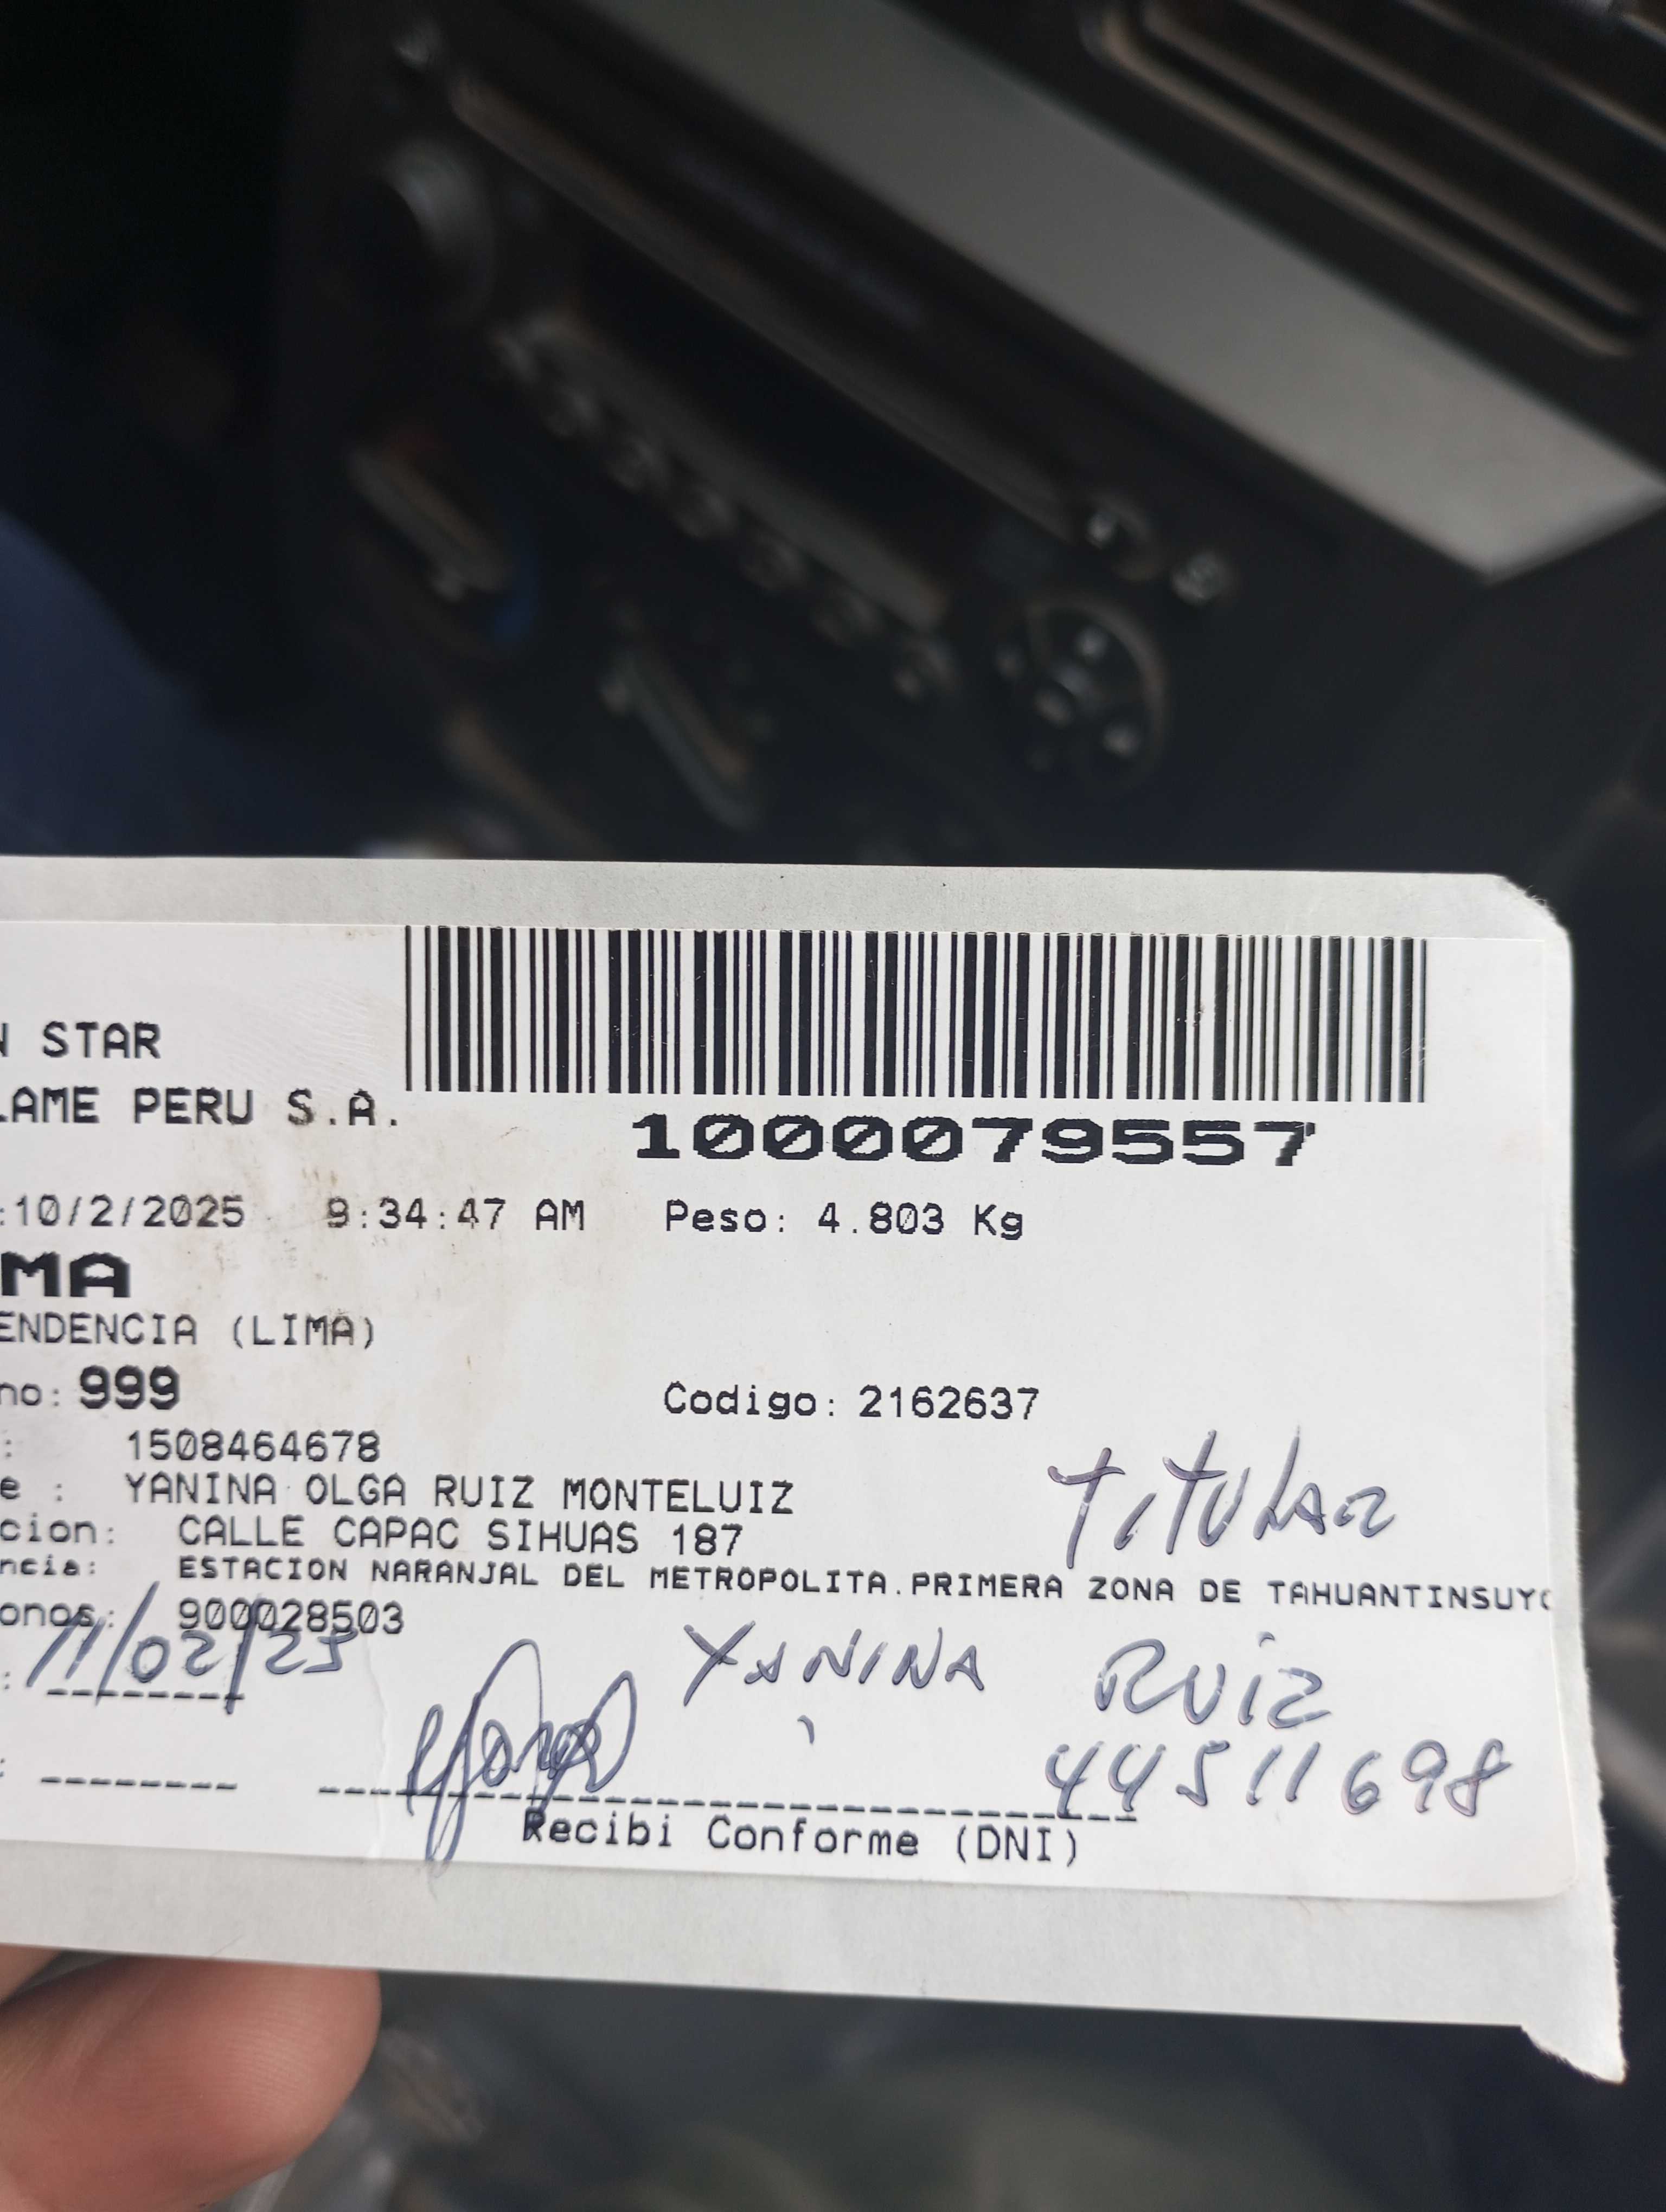 N STAR
LAME PERU S.A.
1000079557
:10/2/2025 9:34:47 AM Peso: 4.803 Kg
MA
ENDENCIA (LIMA)
no: 999 Codigo: 2162637
: 1508464678
TITULAR
e : YANINA OLGA RUIZ MONTELUIZ
cion: CALLE CAPAC SIHUAS 187
ncia: ESTACION NARANJAL DEL METROPOLITA.PRIMERA ZONA DE TAHUANTINSUYO
onos: 900028503
: 11/02/25
YANINA RUIZ
44511698
Recibi Conforme (DNI)